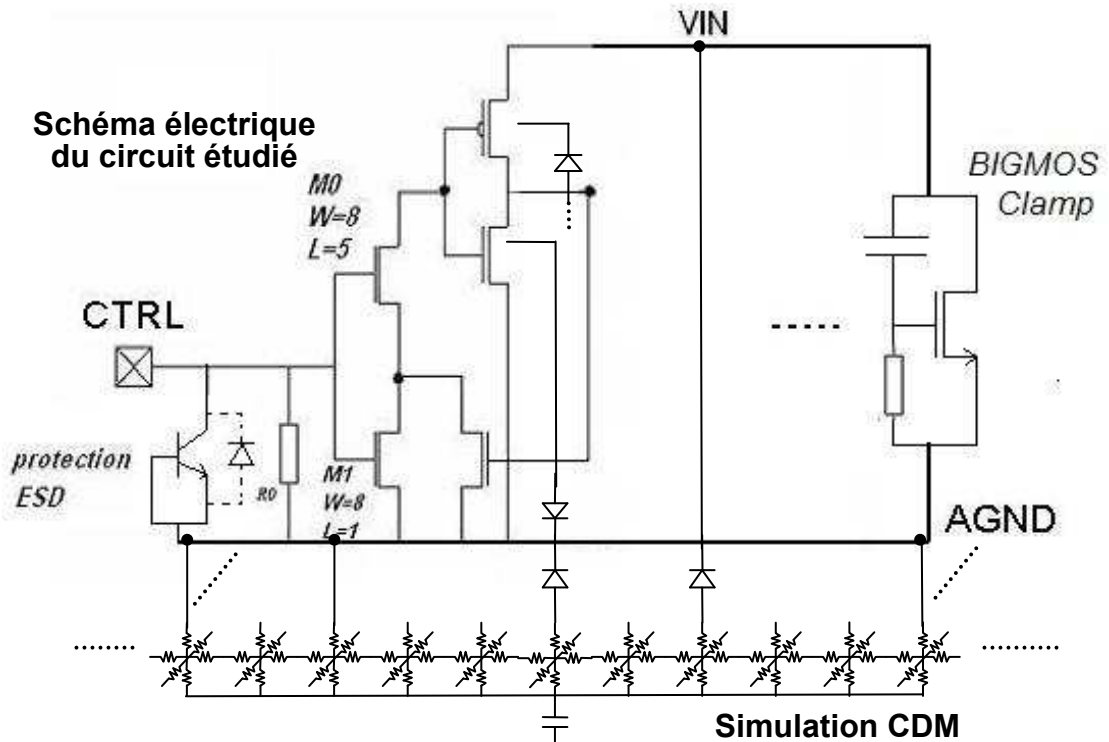 VIN
Schéma électrique
du circuit étudié
BIGMOS
Clamp
M0
W=8
L=5
CTRL
protection
ESD
R0
M1
W=8
L=1
AGND
Simulation CDM